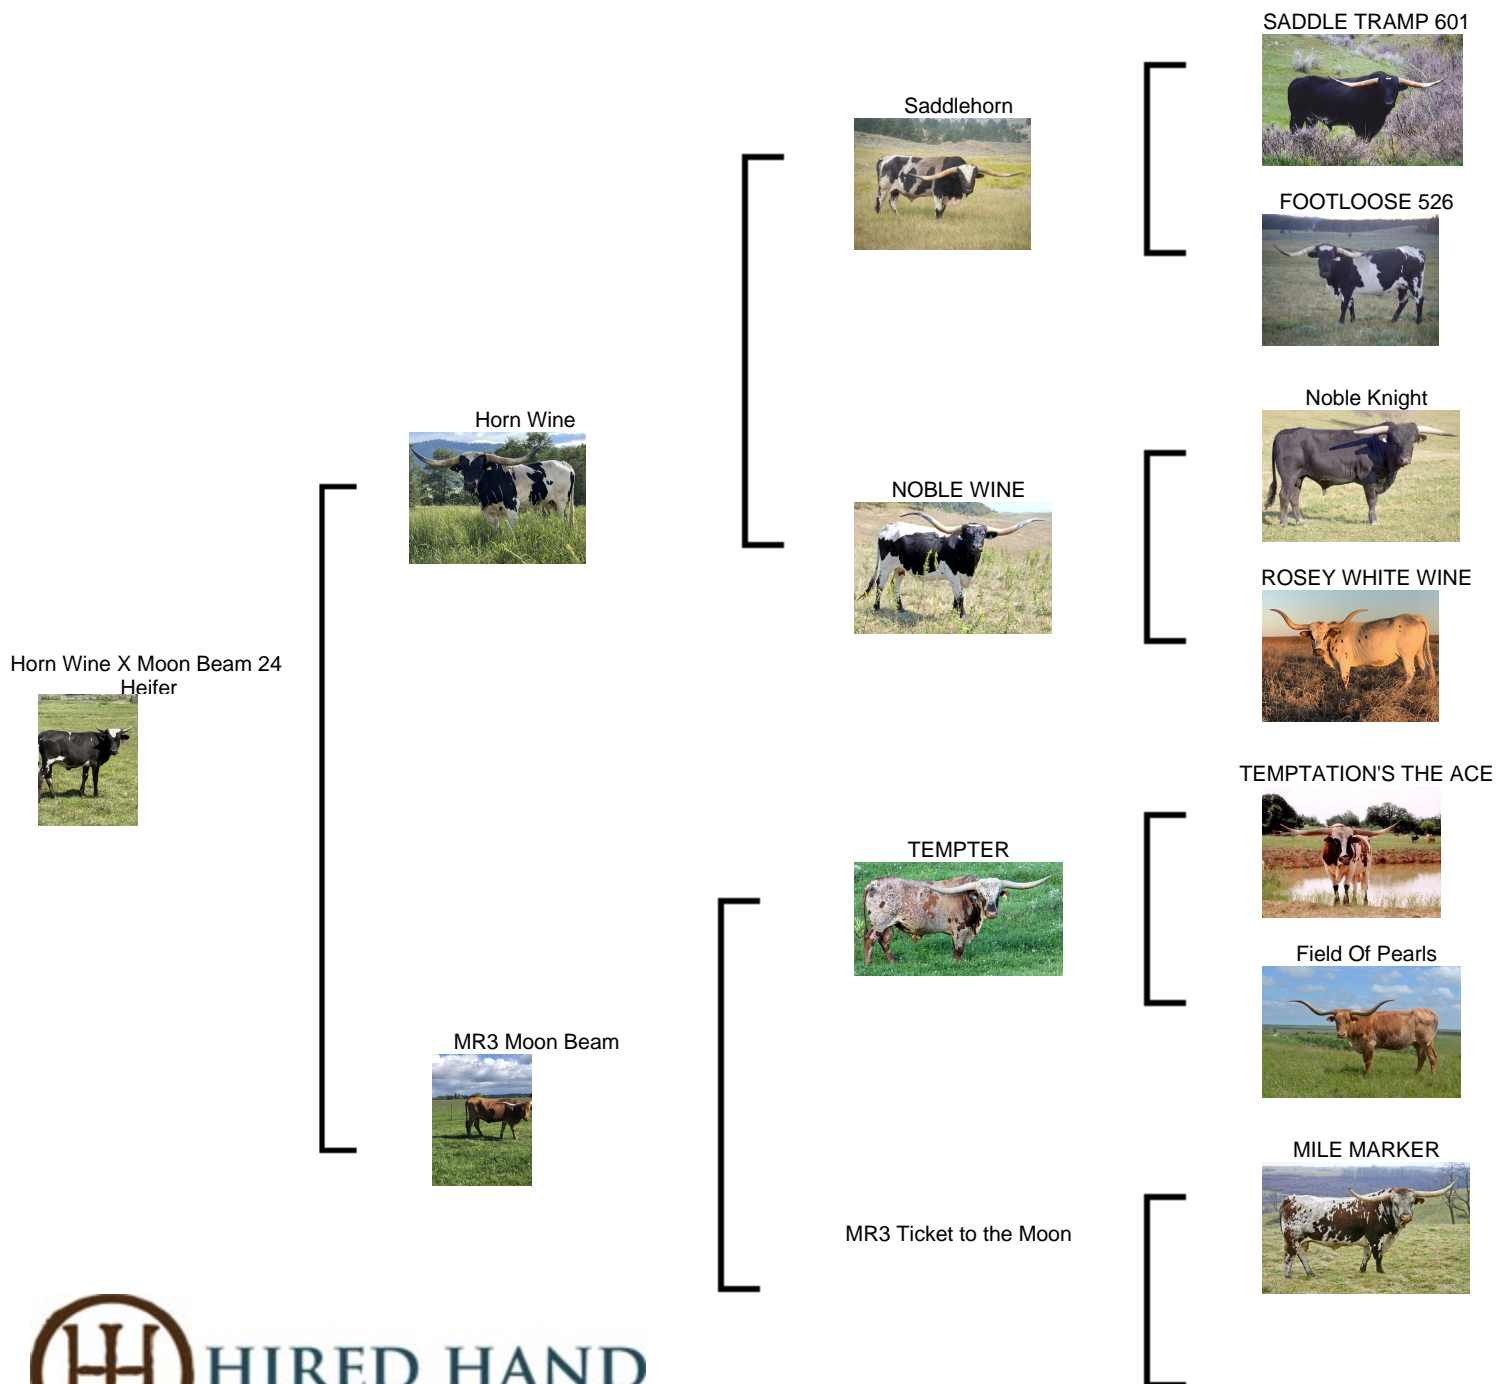 SADDLE TRAMP 601
Saddlehorn
FOOTLOOSE 526
Noble Knight
Horn Wine
NOBLE WINE
ROSEY WHITE WINE
Horn Wine X Moon Beam 24
Heifer
TEMPTATION'S THE ACE
TEMPTER
Field Of Pearls
MR3 Moon Beam
MILE MARKER
MR3 Ticket to the Moon
HIRED HAND